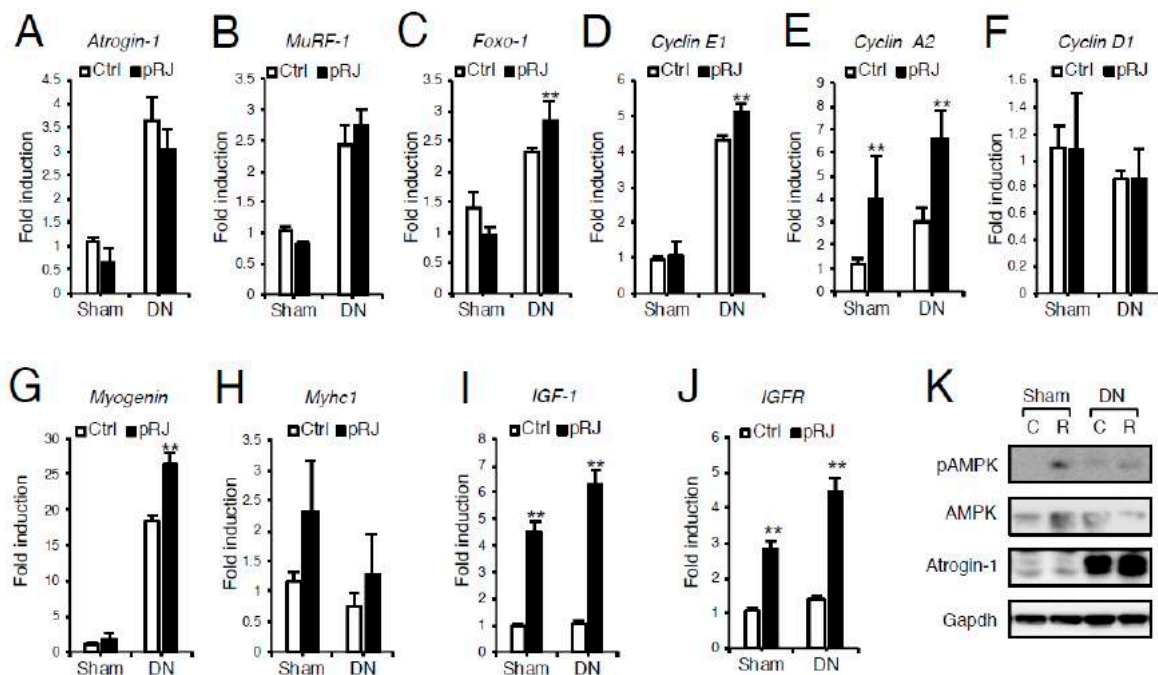 A
Atrogin-1
Ctrl pRJ
Fold induction
4.5
4
3.5
3
2.5
2
1.5
1
0.5
0
Sham DN
B
MuRF-1
Ctrl pRJ
Fold induction
3.5
3
2.5
2
1.5
1
0.5
0
Sham DN
C
Foxo-1
Ctrl pRJ
**
Fold induction
3.5
3
2.5
2
1.5
1
0.5
0
Sham DN
D
Cyclin E1
Ctrl pRJ
**
Fold induction
6
5
4
3
2
1
0
Sham DN
E
Cyclin A2
Ctrl pRJ
** **
Fold induction
9
8
7
6
5
4
3
2
1
0
Sham DN
F
Cyclin D1
Ctrl pRJ
Fold induction
1.6
1.4
1.2
1
0.8
0.6
0.4
0.2
0
Sham DN
G
Myogenin
Ctrl pRJ
**
Fold induction
30
25
20
15
10
5
0
Sham DN
H
Myhc1
Ctrl pRJ
Fold induction
3.5
3
2.5
2
1.5
1
0.5
0
Sham DN
I
IGF-1
Ctrl pRJ
** **
Fold induction
8
7
6
5
4
3
2
1
0
Sham DN
J
IGFR
Ctrl pRJ
** **
Fold induction
6
5
4
3
2
1
0
Sham DN
K
Sham DN
C R C R
pAMPK
AMPK
Atrogin-1
Gapdh